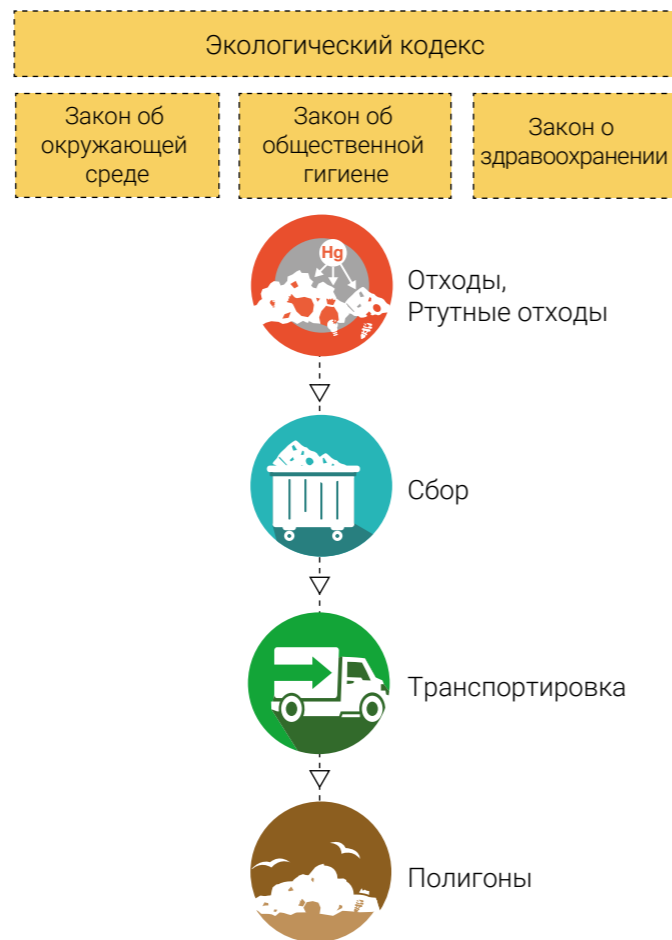 Экологический кодекс
Закон об
окружающей
среде
Закон об
общественной
гигиене
Закон о
здравоохранении
Hg
Отходы,
Ртутные отходы
Сбор
Транспортировка
Полигоны